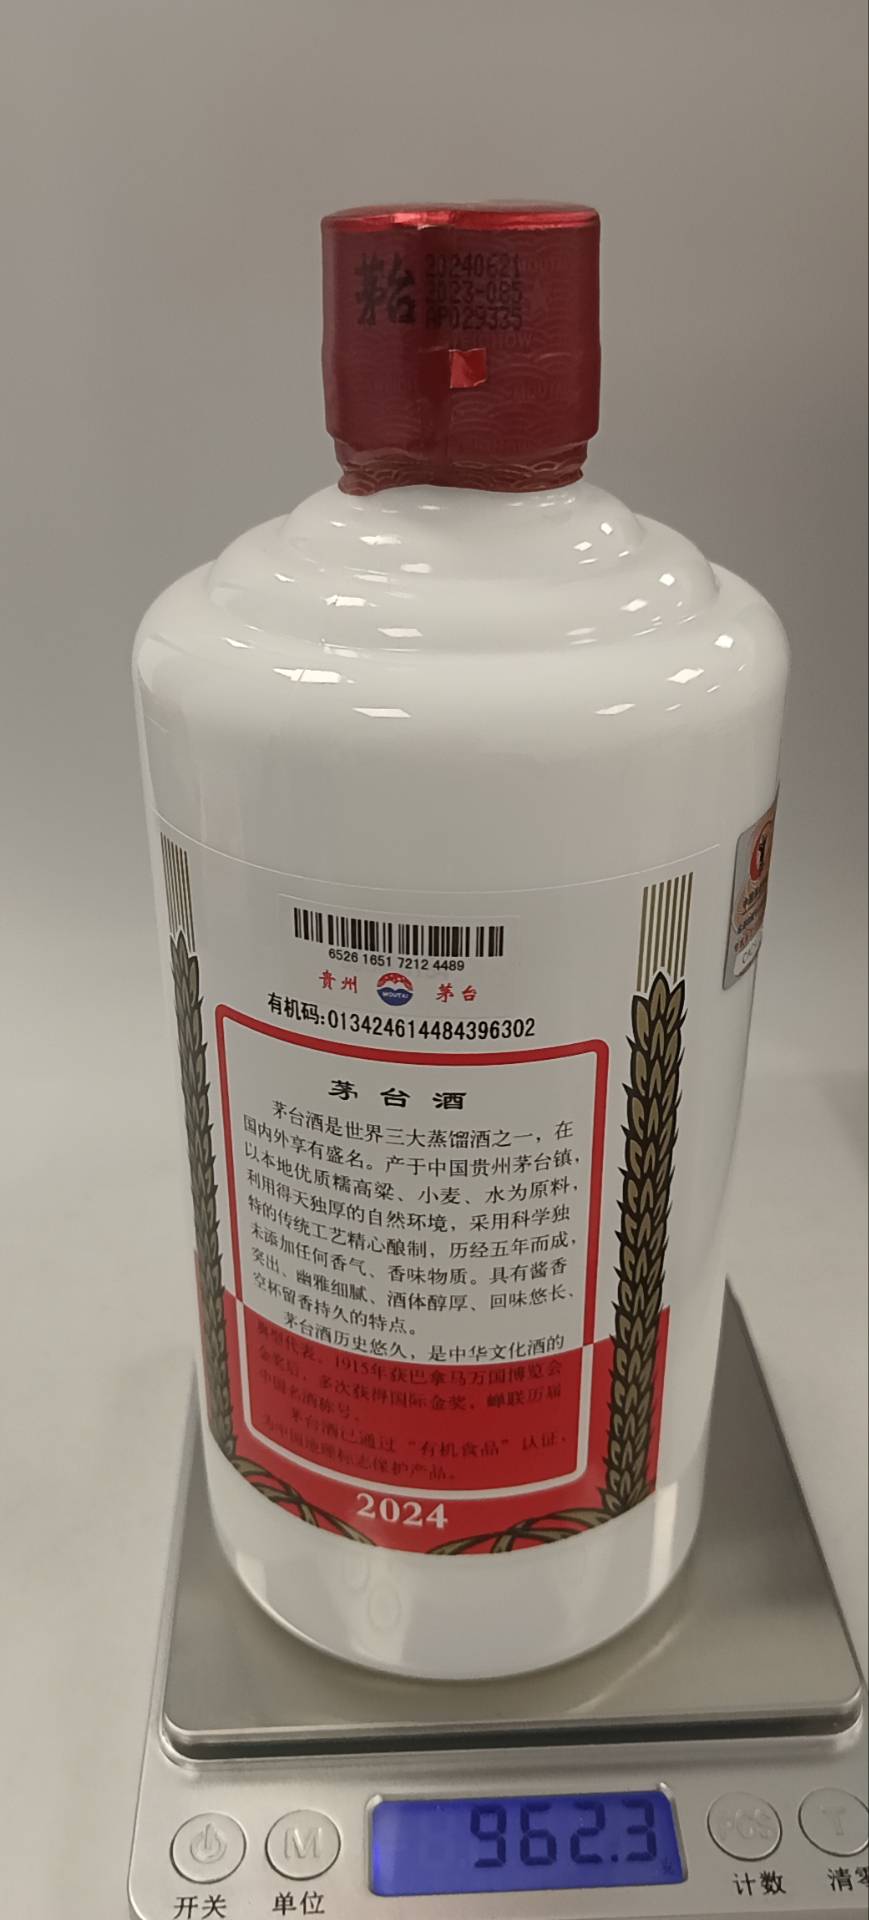 茅台
20240621
2023-085
AP029335
6526 1651 7212 4489
贵州 MOUTAI 茅台
有机码:013424614484396302
茅台酒
茅台酒是世界三大蒸馏酒之一，在
国内外享有盛名。产于中国贵州茅台镇，
以本地优质糯高粱、小麦、水为原料，
利用得天独厚的自然环境，采用科学独
特的传统工艺精心酿制，历经五年而成，
未添加任何香气、香味物质。具有酱香
突出、幽雅细腻、酒体醇厚、回味悠长、
空杯留香持久的特点。
茅台酒历史悠久，是中华文化酒的
典型代表。1915年获巴拿马万国博览会
金奖后，多次获得国际金奖，蝉联历届
中国名酒称号。
茅台酒已通过“有机食品”认证，
为中国地理标志保护产品。
2024
962.3
M PCS T
开关 单位 计数 清零